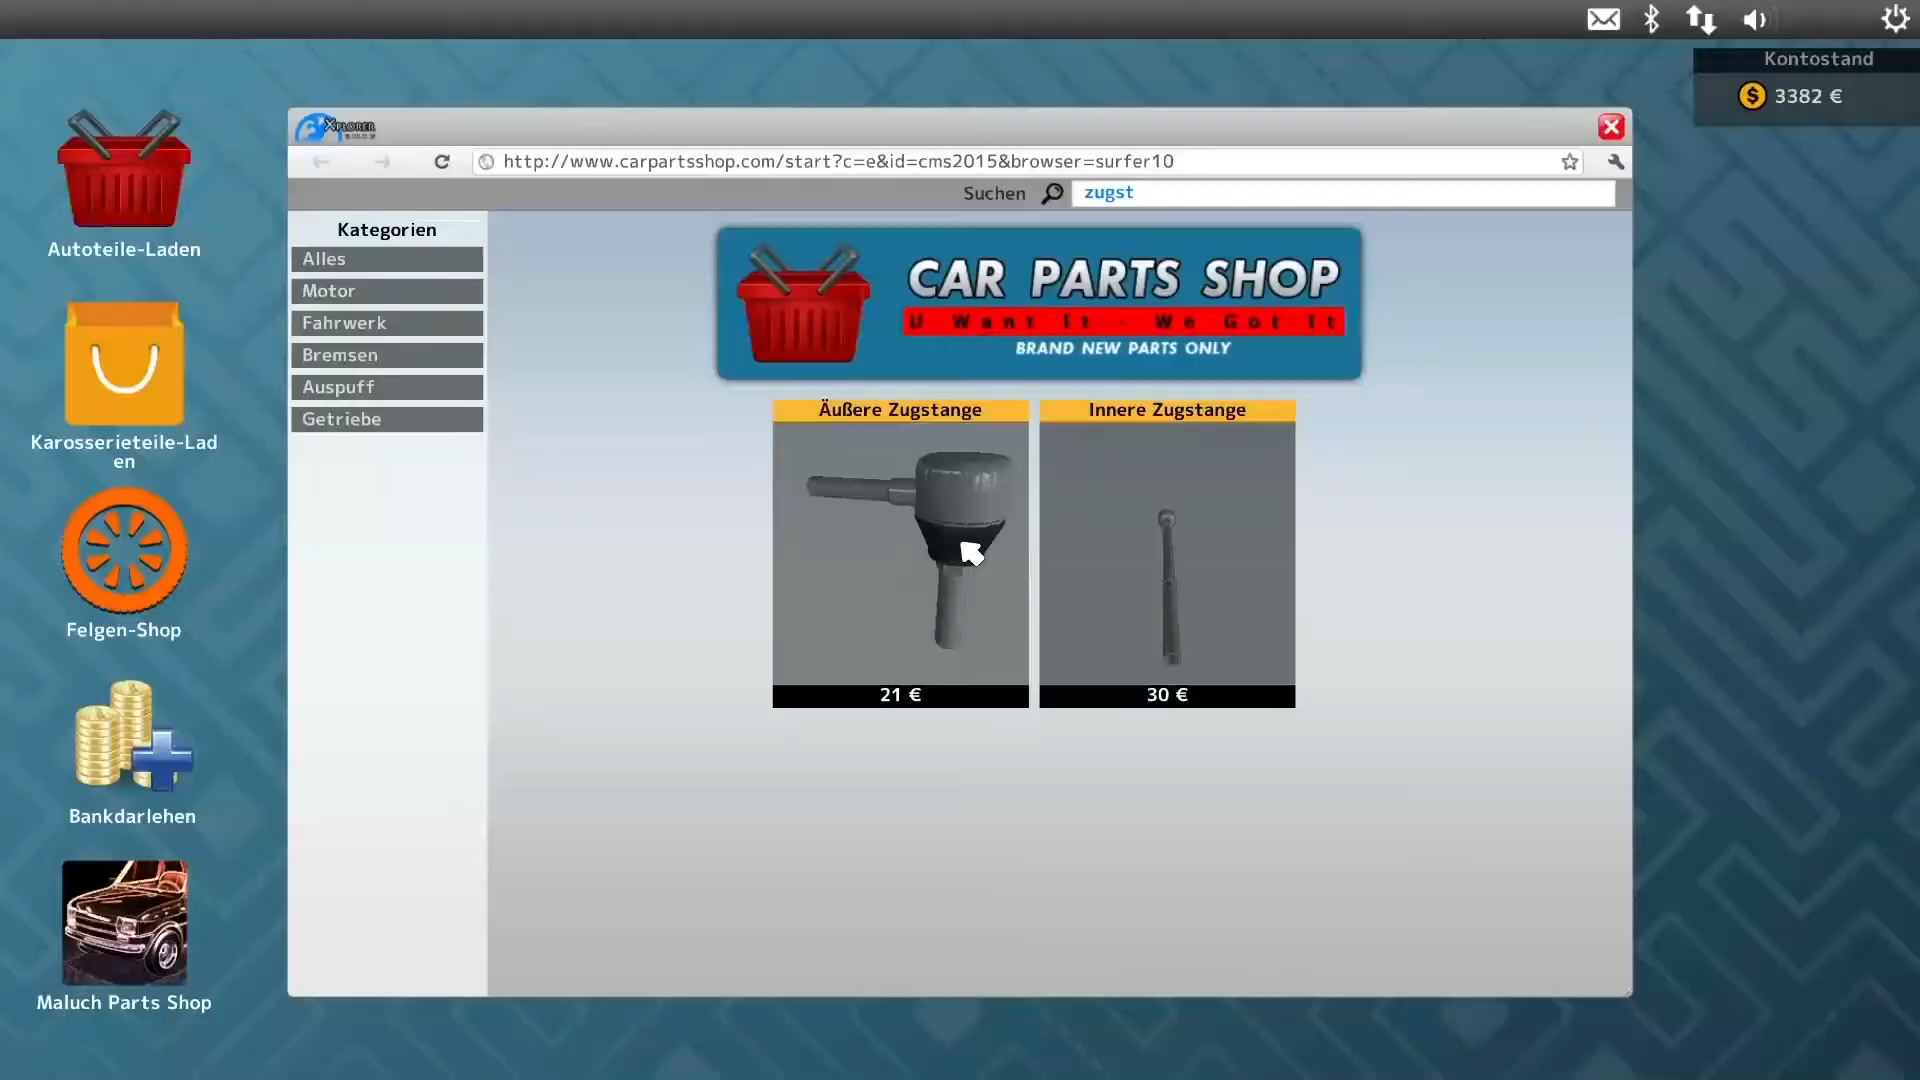 Kontostand
3382 €
XPLORER
http://www.carpartsshop.com/start?c=e&id=cms2015&browser=surfer10
Suchen
zugst
Kategorien
Alles
Motor
Fahrwerk
Bremsen
Auspuff
Getriebe
CAR PARTS SHOP
U Want It - We Got It
BRAND NEW PARTS ONLY
Äußere Zugstange
Innere Zugstange
21 €
30 €
Autoteile-Laden
Karosserieteile-Lad
en
Felgen-Shop
Bankdarlehen
Maluch Parts Shop